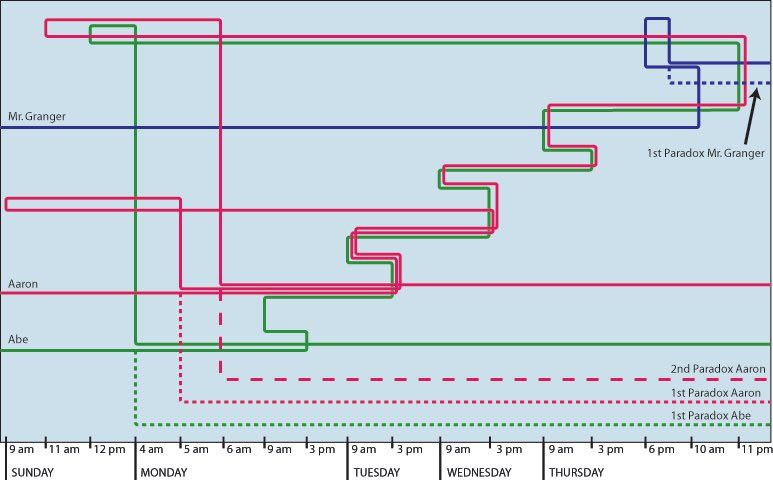 Mr. Granger
1st Paradox Mr. Granger
Aaron
Abe
2nd Paradox Aaron
1st Paradox Aaron
1st Paradox Abe
9 am 11 am 12 pm 4 am 5 am 6 am 9 am 3 pm 9 am 3 pm 9 am 3 pm 9 am 3 pm 6 pm 10 am 11 pm
SUNDAY MONDAY TUESDAY WEDNESDAY THURSDAY